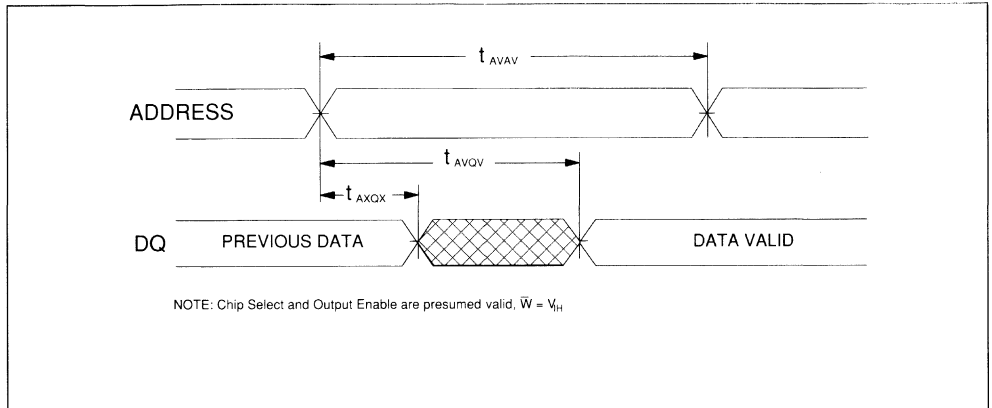 t AVAV
ADDRESS
t AVQV
t AXQX
DQ PREVIOUS DATA DATA VALID
NOTE: Chip Select and Output Enable are presumed valid, W̅ = VIH